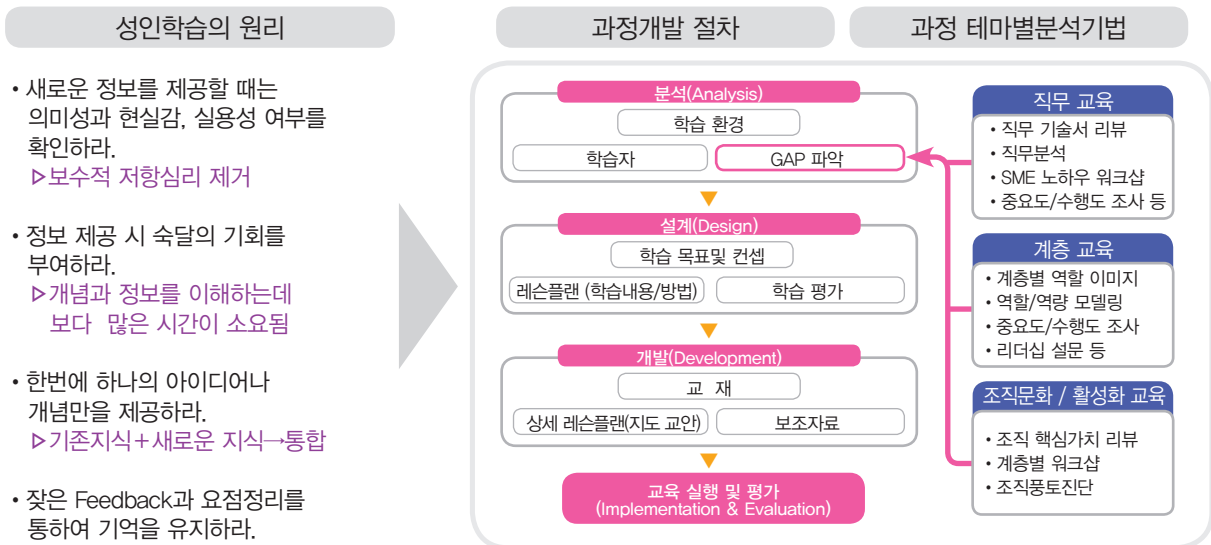 성인학습의 원리
• 새로운 정보를 제공할 때는
의미성과 현실감, 실용성 여부를
확인하라.
▷보수적 저항심리 제거
• 정보 제공 시 숙달의 기회를
부여하라.
▷개념과 정보를 이해하는데
보다 많은 시간이 소요됨
• 한번에 하나의 아이디어나
개념만을 제공하라.
▷기존지식+새로운 지식→통합
• 잦은 Feedback과 요점정리를
통하여 기억을 유지하라.
과정개발 절차
분석(Analysis)
학습 환경
학습자
GAP 파악
설계(Design)
학습 목표및 컨셉
레슨플랜 (학습내용/방법)
학습 평가
개발(Development)
교 재
상세 레슨플랜(지도 교안)
보조자료
교육 실행 및 평가
(Implementation & Evaluation)
과정 테마별분석기법
직무 교육
• 직무 기술서 리뷰
• 직무분석
• SME 노하우 워크샵
• 중요도/수행도 조사 등
계층 교육
• 계층별 역할 이미지
• 역할/역량 모델링
• 중요도/수행도 조사
• 리더십 설문 등
조직문화 / 활성화 교육
• 조직 핵심가치 리뷰
• 계층별 워크샵
• 조직풍토진단